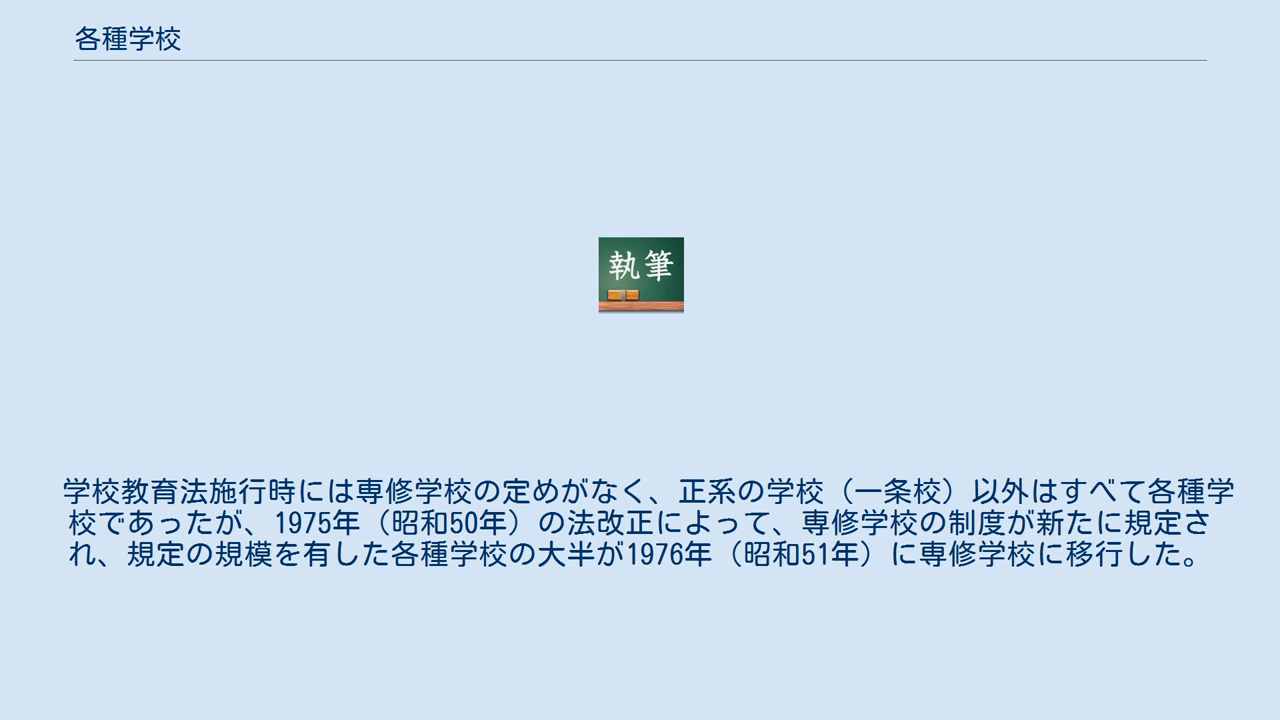 各種学校
執筆
学校教育法施行時には専修学校の定めがなく、正系の学校（一条校）以外はすべて各種学
校であったが、1975年（昭和50年）の法改正によって、専修学校の制度が新たに規定さ
れ、規定の規模を有した各種学校の大半が1976年（昭和51年）に専修学校に移行した。